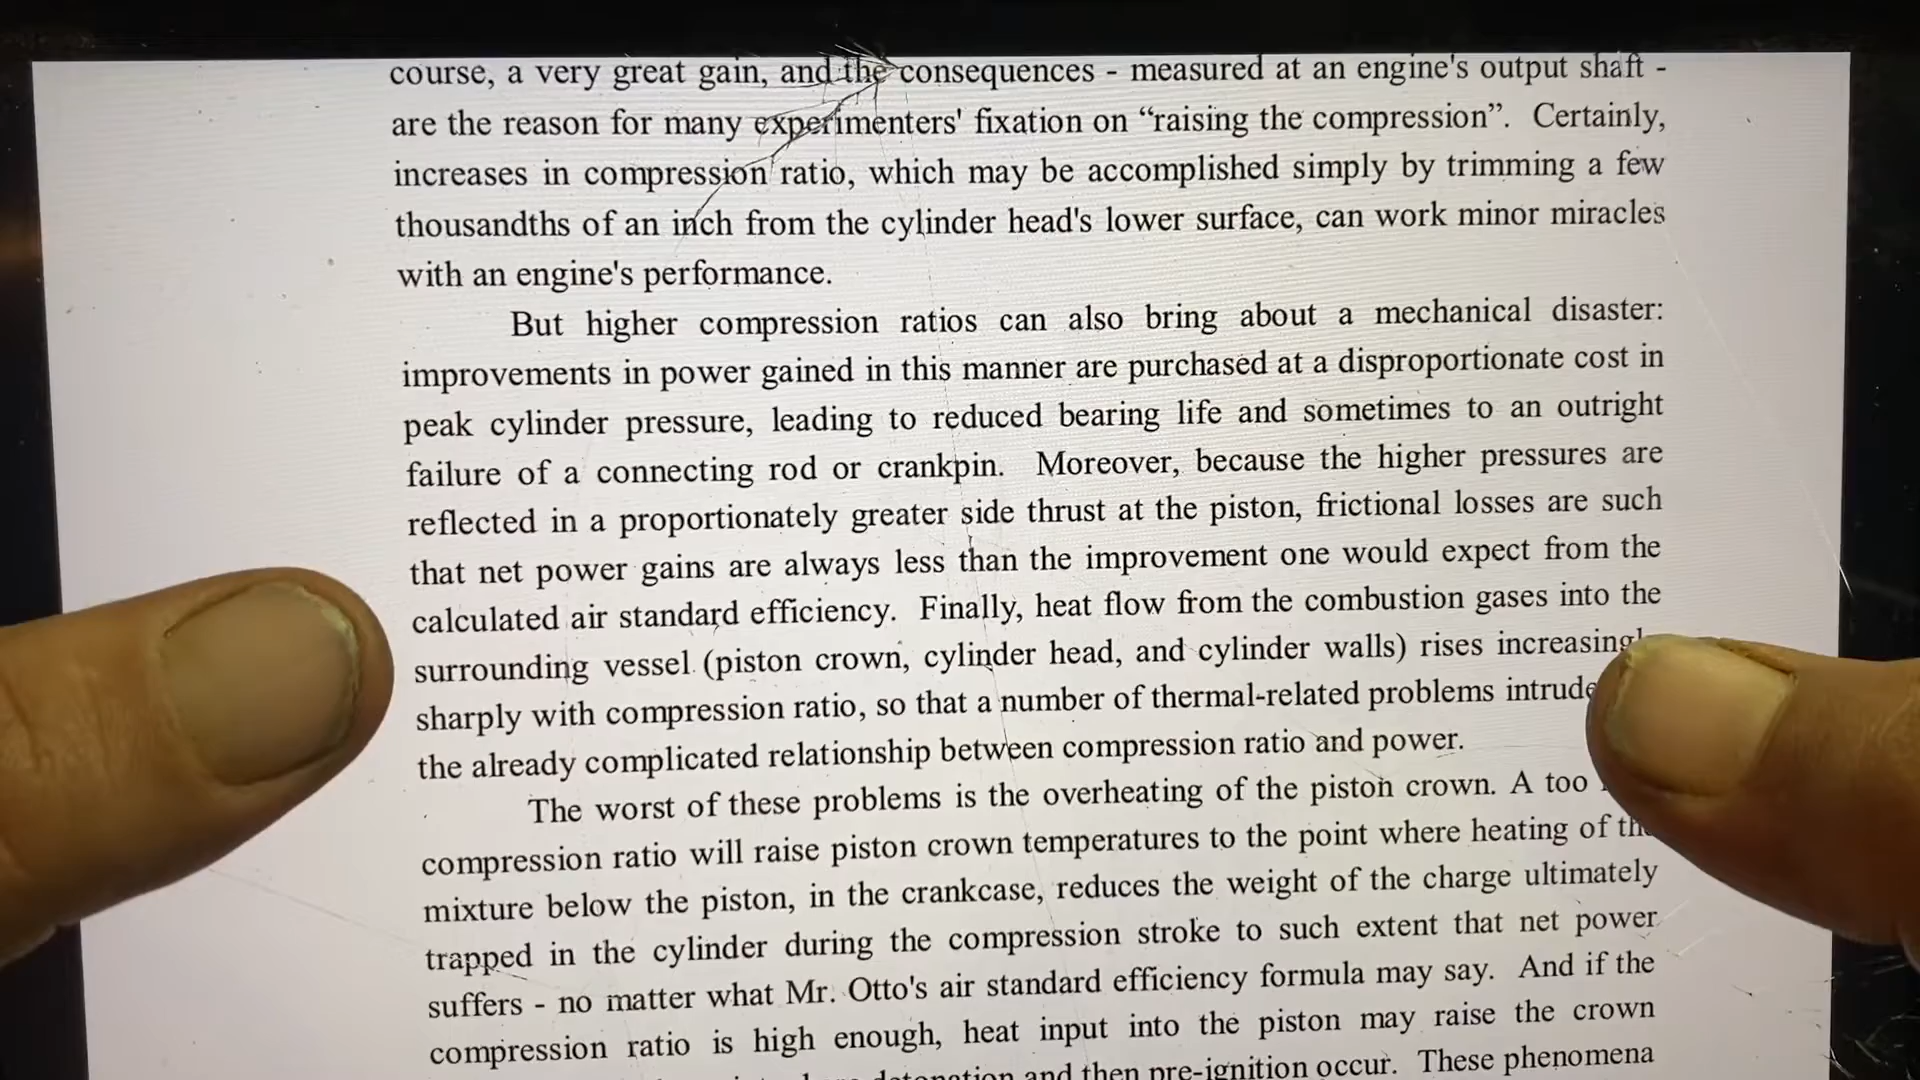 course, a very great gain, and the consequences - measured at an engine's output shaft -
are the reason for many experimenters' fixation on “raising the compression”. Certainly,
increases in compression ratio, which may be accomplished simply by trimming a few
thousandths of an inch from the cylinder head's lower surface, can work minor miracles
with an engine's performance.
But higher compression ratios can also bring about a mechanical disaster:
improvements in power gained in this manner are purchased at a disproportionate cost in
peak cylinder pressure, leading to reduced bearing life and sometimes to an outright
failure of a connecting rod or crankpin. Moreover, because the higher pressures are
reflected in a proportionately greater side thrust at the piston, frictional losses are such
that net power gains are always less than the improvement one would expect from the
calculated air standard efficiency. Finally, heat flow from the combustion gases into the
surrounding vessel (piston crown, cylinder head, and cylinder walls) rises increasingly
sharply with compression ratio, so that a number of thermal-related problems intrude
the already complicated relationship between compression ratio and power.
The worst of these problems is the overheating of the piston crown. A too
compression ratio will raise piston crown temperatures to the point where heating of the
mixture below the piston, in the crankcase, reduces the weight of the charge ultimately
trapped in the cylinder during the compression stroke to such extent that net power
suffers - no matter what Mr. Otto's air standard efficiency formula may say. And if the
compression ratio is high enough, heat input into the piston may raise the crown
detonation and then pre-ignition occur. These phenomena